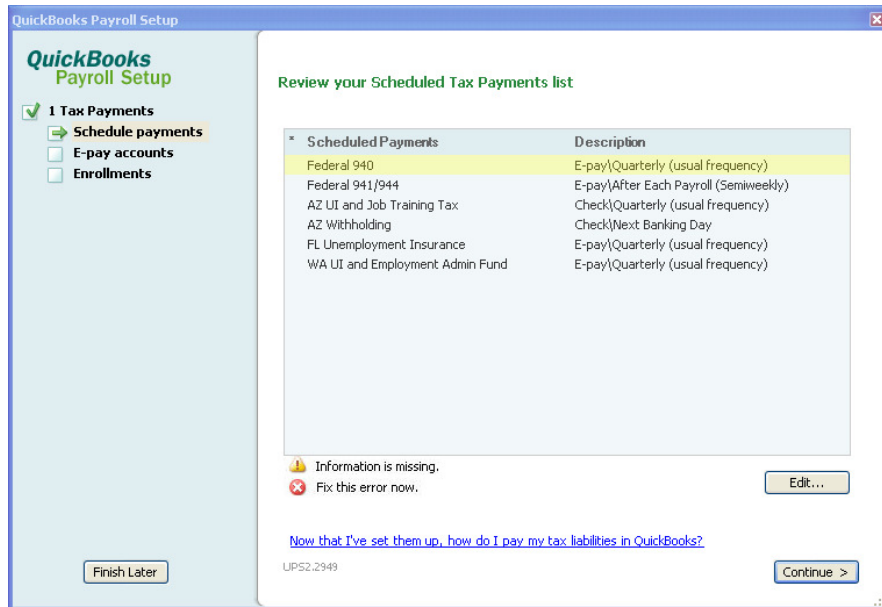 QuickBooks Payroll Setup
QuickBooks
Payroll Setup
1 Tax Payments
Schedule payments
E-pay accounts
Enrollments
Finish Later
Review your Scheduled Tax Payments list
* Scheduled Payments Description
Federal 940 E-pay\Quarterly (usual frequency)
Federal 941/944 E-pay\After Each Payroll (Semiweekly)
AZ UI and Job Training Tax Check\Quarterly (usual frequency)
AZ Withholding Check\Next Banking Day
FL Unemployment Insurance E-pay\Quarterly (usual frequency)
WA UI and Employment Admin Fund E-pay\Quarterly (usual frequency)
Information is missing.
Fix this error now.
Edit...
Now that I've set them up, how do I pay my tax liabilities in QuickBooks?
UPS2.2949
Continue >